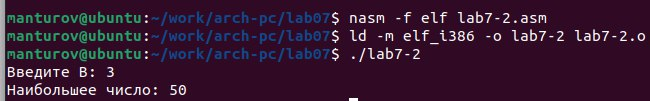 manturov@ubuntu:~/work/arch-pc/lab07$ nasm -f elf lab7-2.asm
manturov@ubuntu:~/work/arch-pc/lab07$ ld -m elf_i386 -o lab7-2 lab7-2.o
manturov@ubuntu:~/work/arch-pc/lab07$ ./lab7-2
Введите B: 3
Наибольшее число: 50